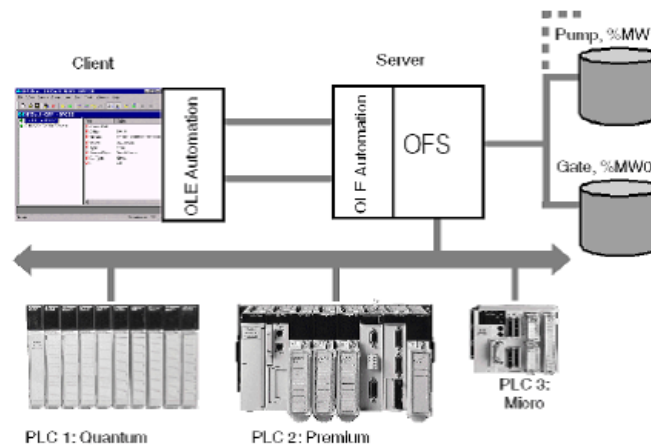 Pump, %MW
Client
Server
OLE Automation
OLE Automation
OFS
Gate, %MW0
PLC 1: Quantum
PLC 2: Premium
PLC 3:
Micro